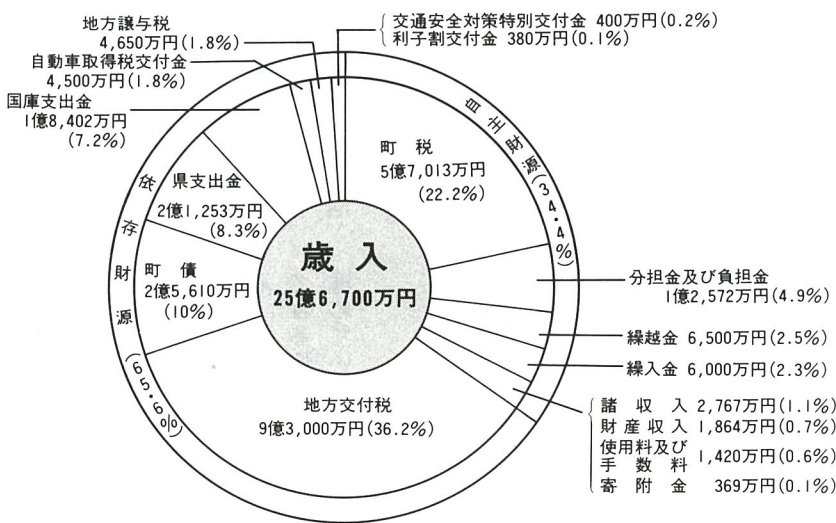 歳入
25億6,700万円
自主財源(34.4%)
町税
5億7,013万円
(22.2%)
分担金及び負担金
1億2,572万円(4.9%)
繰越金 6,500万円(2.5%)
繰入金 6,000万円(2.3%)
諸収入 2,767万円(1.1%)
財産収入 1,864万円(0.7%)
使用料及び
手数料 1,420万円(0.6%)
寄附金 369万円(0.1%)
依存財源(65.6%)
地方交付税
9億3,000万円(36.2%)
町債
2億5,610万円
(10%)
県支出金
2億1,253万円
(8.3%)
国庫支出金
1億8,402万円
(7.2%)
自動車取得税交付金
4,500万円(1.8%)
地方譲与税
4,650万円(1.8%)
交通安全対策特別交付金 400万円(0.2%)
利子割交付金 380万円(0.1%)